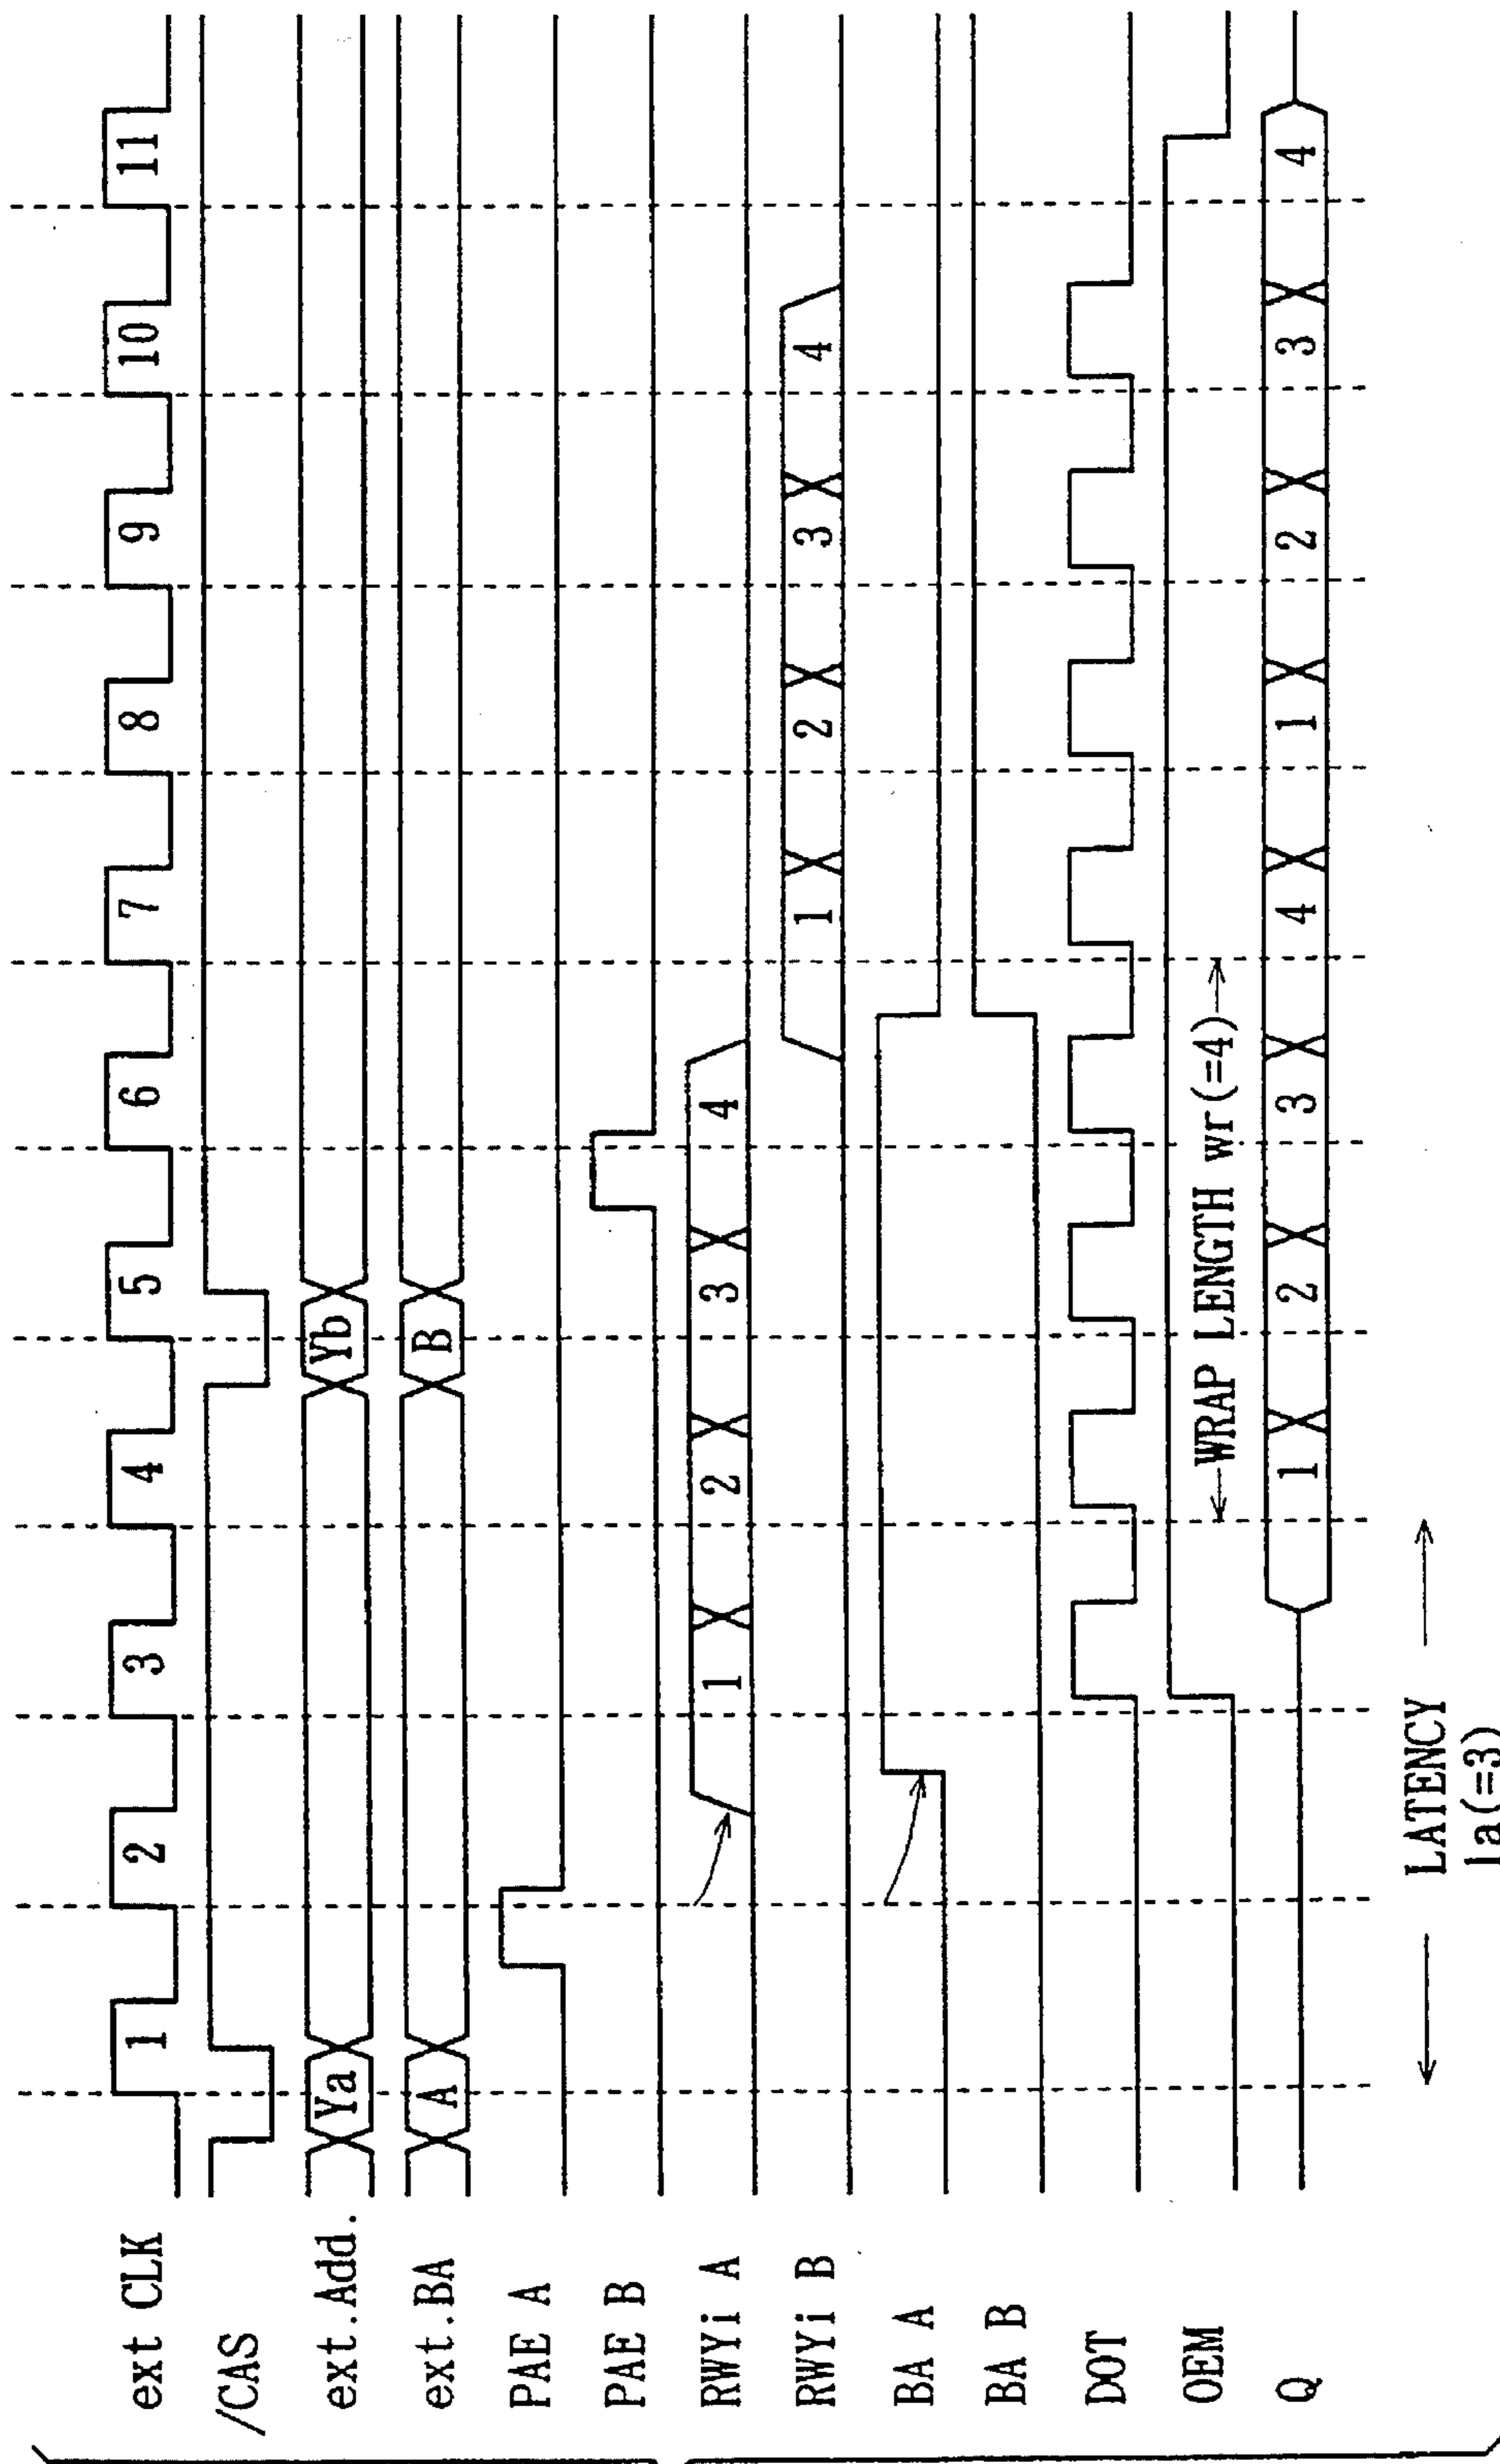 ext CLK 1 2 3 4 5 6 7 8 9 10 11
/CAS
ext.Add. Ya Yb
ext.BA A B
PAE A
PAE B
RWYi A 1 2 3 4
RWYi B 1 2 3 4
BA A
BA B
DOT
OEM
WRAP LENGTH wr(=4)
Q 1 2 3 4 1 2 3 4
LATENCY
la(=3)